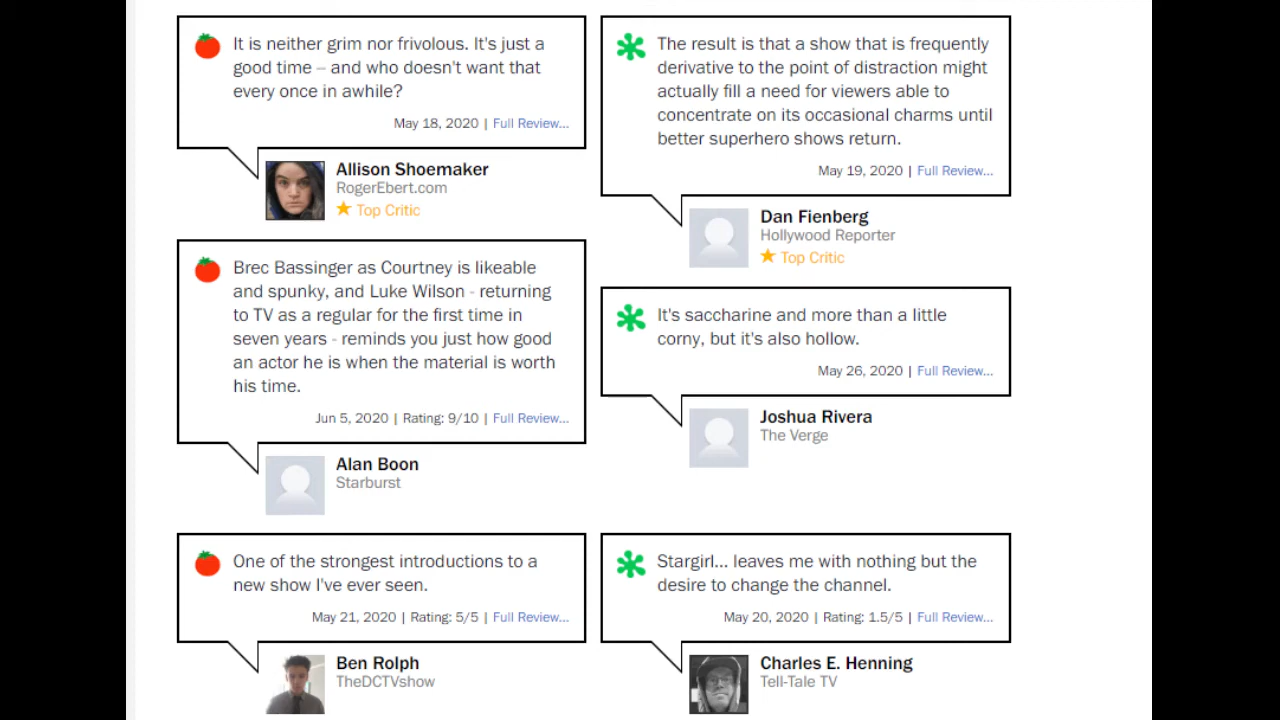 It is neither grim nor frivolous. It's just a
good time – and who doesn't want that
every once in awhile?
May 18, 2020 | Full Review...
Allison Shoemaker
RogerEbert.com
Top Critic
The result is that a show that is frequently
derivative to the point of distraction might
actually fill a need for viewers able to
concentrate on its occasional charms until
better superhero shows return.
May 19, 2020 | Full Review...
Dan Fienberg
Hollywood Reporter
Top Critic
Brec Bassinger as Courtney is likeable
and spunky, and Luke Wilson - returning
to TV as a regular for the first time in
seven years - reminds you just how good
an actor he is when the material is worth
his time.
Jun 5, 2020 | Rating: 9/10 | Full Review...
Alan Boon
Starburst
It's saccharine and more than a little
corny, but it's also hollow.
May 26, 2020 | Full Review...
Joshua Rivera
The Verge
One of the strongest introductions to a
new show I've ever seen.
May 21, 2020 | Rating: 5/5 | Full Review...
Ben Rolph
TheDCTVshow
Stargirl... leaves me with nothing but the
desire to change the channel.
May 20, 2020 | Rating: 1.5/5 | Full Review...
Charles E. Henning
Tell-Tale TV